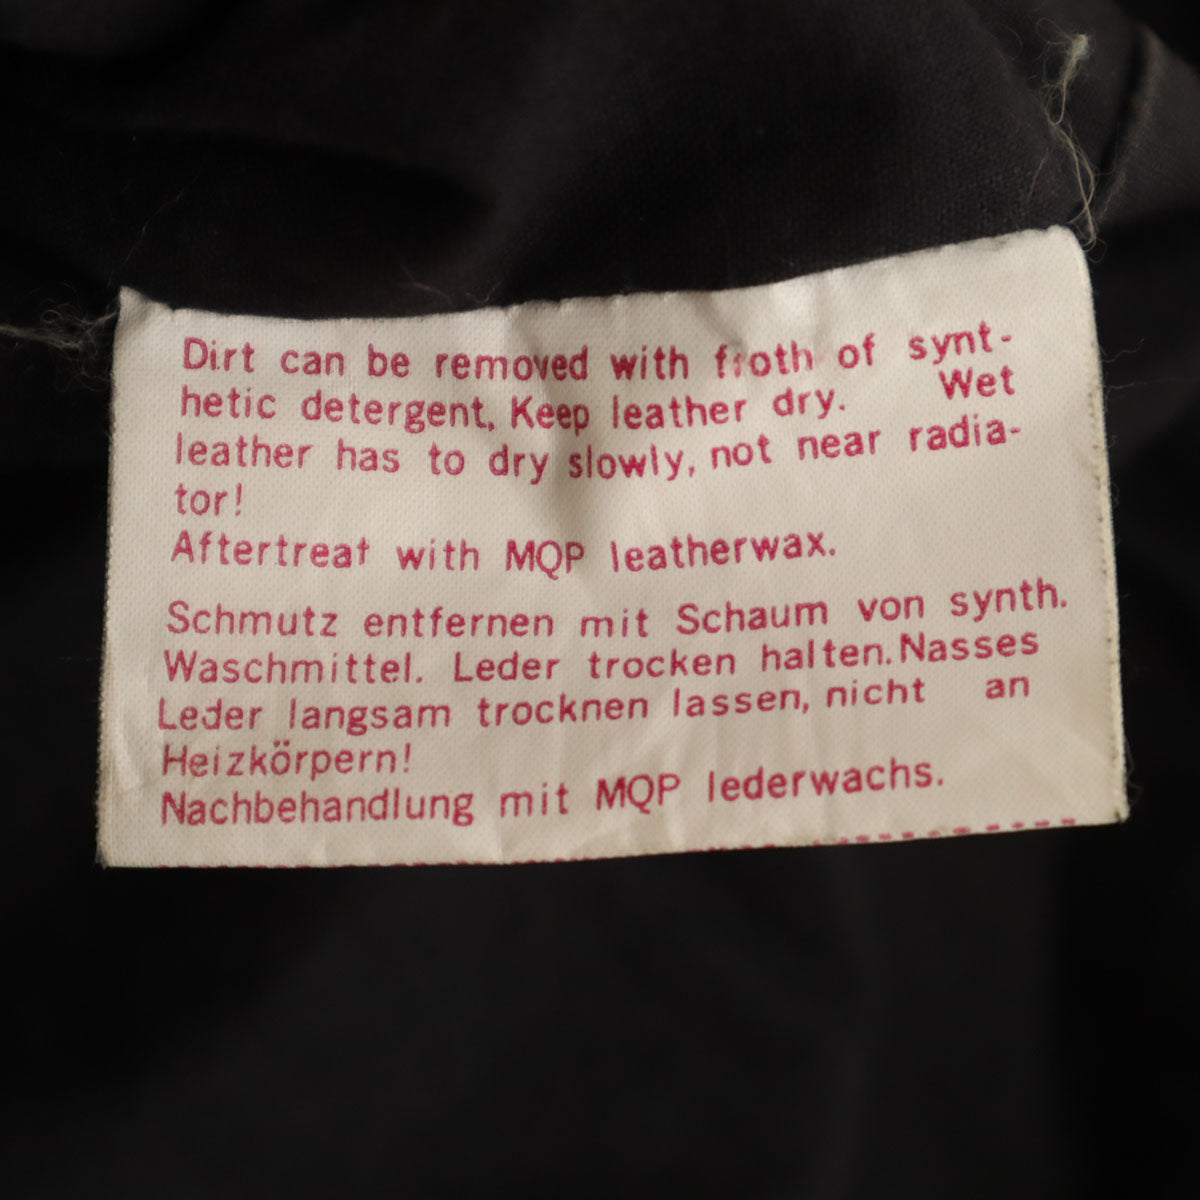 Dirt can be removed with froth of synt-
hetic detergent, Keep leather dry. Wet
leather has to dry slowly, not near radia-
tor!
Aftertreat with MQP leatherwax.
Schmutz entfernen mit Schaum von synth.
Waschmittel. Leder trocken halten. Nasses
Leder langsam trocknen lassen, nicht an
Heizkörpern!
Nachbehandlung mit MQP lederwachs.